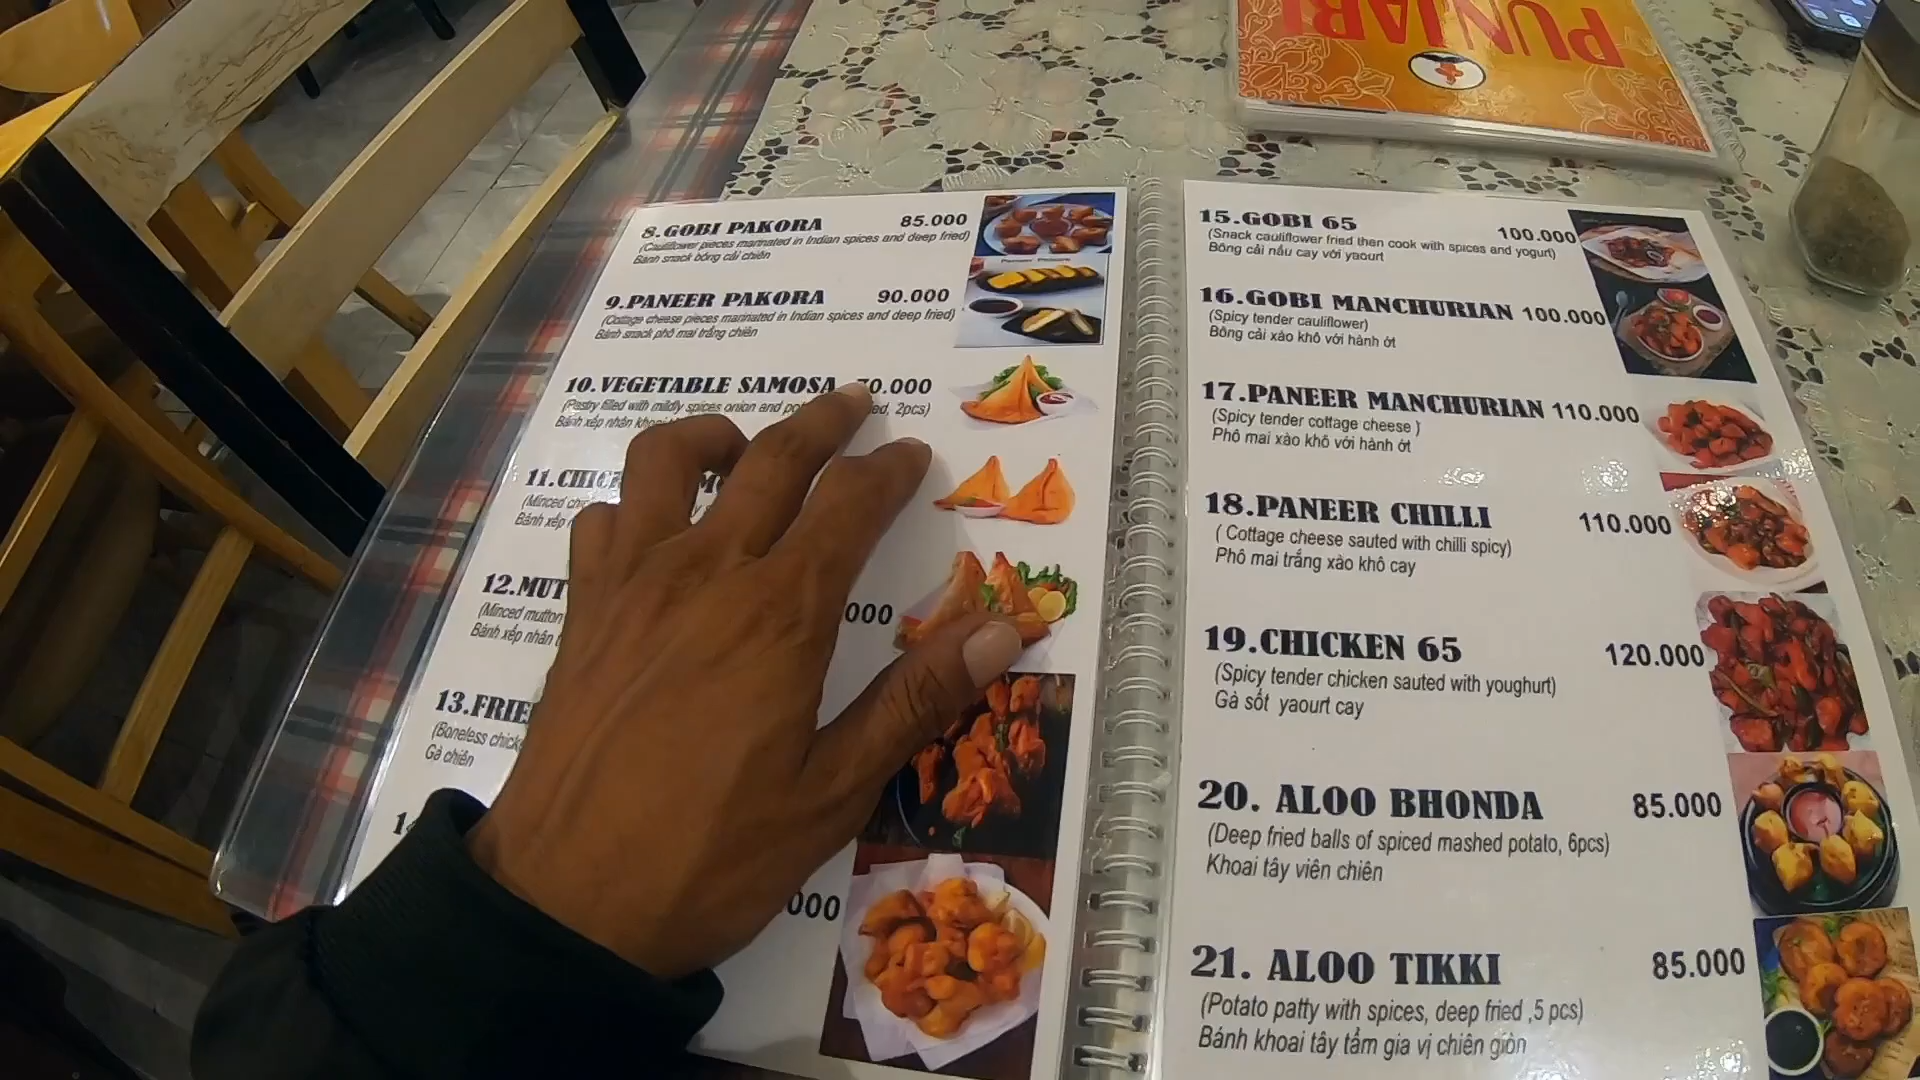 PUNJABI
8.GOBI PAKORA 85.000
(Cauliflower pieces marinated in Indian spices and deep fried)
Bánh snack bông cải chiên
9.PANEER PAKORA 90.000
(Cottage cheese pieces marinated in Indian spices and deep fried)
Bánh snack phô mai trắng chiên
10.VEGETABLE SAMOSA 70.000
(Pastry filled with mildly spices onion and 2pcs)
Bánh xếp nhân
11.
(Minced
Bánh xếp
12.
(Minced mutton
Bánh xếp nhân
000
13.
(Boneless
Gà chiên
000
15.GOBI 65 100.000
(Snack cauliflower fried then cook with spices and yogurt)
Bông cải nấu cay với yaourt
16.GOBI MANCHURIAN 100.000
(Spicy tender cauliflower)
Bông cải xào khô với hành ớt
17.PANEER MANCHURIAN 110.000
(Spicy tender cottage cheese )
Phô mai xào khô với hành ớt
18.PANEER CHILLI 110.000
( Cottage cheese sauted with chilli spicy)
Phô mai trắng xào khô cay
19.CHICKEN 65 120.000
(Spicy tender chicken sauted with youghurt)
Gà sốt yaourt cay
20. ALOO BHONDA 85.000
(Deep fried balls of spiced mashed potato, 6pcs)
Khoai tây viên chiên
21. ALOO TIKKI 85.000
(Potato patty with spices, deep fried ,5 pcs)
Bánh khoai tây tẩm gia vị chiên giòn